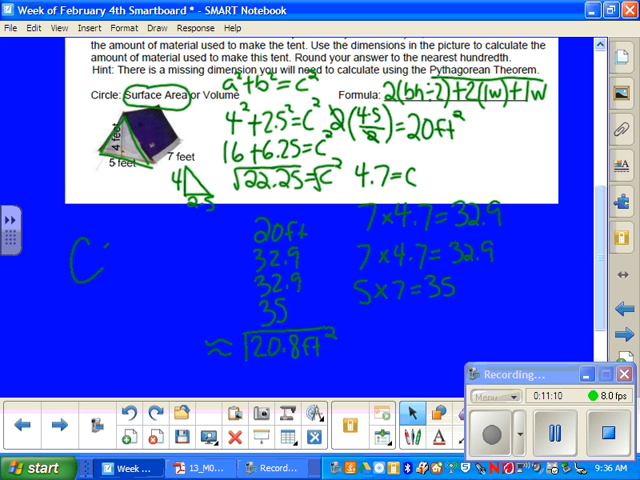 Week of February 4th Smartboard * - SMART Notebook
File Edit View Insert Format Draw Response Help
the amount of material used to make the tent. Use the dimensions in the picture to calculate the
amount of material used to make this tent. Round your answer to the nearest hundredth.
Hint: There is a missing dimension you will need to calculate using the Pythagorean Theorem.
a²+b²=c²
Circle: Surface Area or Volume
Formula: 2(bh÷2)+2(lw)+lw
4 feet
5 feet
7 feet
4²+2.5²=c²
2(4·5/2)=20ft²
16+6.25=c²
√22.25=√c²
4.7=c
4
2.5
7×4.7=32.9
7×4.7=32.9
5×7=35
20ft
32.9
32.9
35
≈120.8ft²
C
Recording...
Menu
11:10
8.0 fps
start
Week ...
13_M0...
Recordi...
9:36 AM